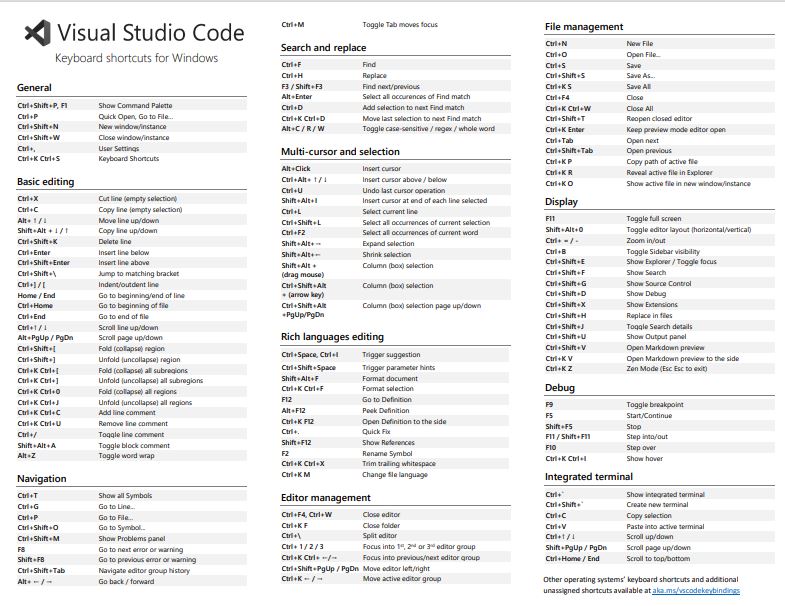 Visual Studio Code
Keyboard shortcuts for Windows
General
Ctrl+Shift+P, F1 Show Command Palette
Ctrl+P Quick Open, Go to File...
Ctrl+Shift+N New window/instance
Ctrl+Shift+W Close window/instance
Ctrl+, User Settings
Ctrl+K Ctrl+S Keyboard Shortcuts
Basic editing
Ctrl+X Cut line (empty selection)
Ctrl+C Copy line (empty selection)
Alt+ ↑ / ↓ Move line up/down
Shift+Alt + ↓ / ↑ Copy line up/down
Ctrl+Shift+K Delete line
Ctrl+Enter Insert line below
Ctrl+Shift+Enter Insert line above
Ctrl+Shift+\ Jump to matching bracket
Ctrl+] / [ Indent/outdent line
Home / End Go to beginning/end of line
Ctrl+Home Go to beginning of file
Ctrl+End Go to end of file
Ctrl+↑ / ↓ Scroll line up/down
Alt+PgUp / PgDn Scroll page up/down
Ctrl+Shift+[ Fold (collapse) region
Ctrl+Shift+] Unfold (uncollapse) region
Ctrl+K Ctrl+[ Fold (collapse) all subregions
Ctrl+K Ctrl+] Unfold (uncollapse) all subregions
Ctrl+K Ctrl+0 Fold (collapse) all regions
Ctrl+K Ctrl+J Unfold (uncollapse) all regions
Ctrl+K Ctrl+C Add line comment
Ctrl+K Ctrl+U Remove line comment
Ctrl+/ Toggle line comment
Shift+Alt+A Toggle block comment
Alt+Z Toggle word wrap
Navigation
Ctrl+T Show all Symbols
Ctrl+G Go to Line...
Ctrl+P Go to File...
Ctrl+Shift+O Go to Symbol...
Ctrl+Shift+M Show Problems panel
F8 Go to next error or warning
Shift+F8 Go to previous error or warning
Ctrl+Shift+Tab Navigate editor group history
Alt+ ← / → Go back / forward
Ctrl+M Toggle Tab moves focus
Search and replace
Ctrl+F Find
Ctrl+H Replace
F3 / Shift+F3 Find next/previous
Alt+Enter Select all occurences of Find match
Ctrl+D Add selection to next Find match
Ctrl+K Ctrl+D Move last selection to next Find match
Alt+C / R / W Toggle case-sensitive / regex / whole word
Multi-cursor and selection
Alt+Click Insert cursor
Ctrl+Alt+ ↑ / ↓ Insert cursor above / below
Ctrl+U Undo last cursor operation
Shift+Alt+I Insert cursor at end of each line selected
Ctrl+L Select current line
Ctrl+Shift+L Select all occurrences of current selection
Ctrl+F2 Select all occurrences of current word
Shift+Alt+→ Expand selection
Shift+Alt+← Shrink selection
Shift+Alt + Column (box) selection
(drag mouse)
Ctrl+Shift+Alt Column (box) selection
+ (arrow key)
Ctrl+Shift+Alt Column (box) selection page up/down
+PgUp/PgDn
Rich languages editing
Ctrl+Space, Ctrl+I Trigger suggestion
Ctrl+Shift+Space Trigger parameter hints
Shift+Alt+F Format document
Ctrl+K Ctrl+F Format selection
F12 Go to Definition
Alt+F12 Peek Definition
Ctrl+K F12 Open Definition to the side
Ctrl+. Quick Fix
Shift+F12 Show References
F2 Rename Symbol
Ctrl+K Ctrl+X Trim trailing whitespace
Ctrl+K M Change file language
Editor management
Ctrl+F4, Ctrl+W Close editor
Ctrl+K F Close folder
Ctrl+\ Split editor
Ctrl+ 1 / 2 / 3 Focus into 1st, 2nd or 3rd editor group
Ctrl+K Ctrl+ ←/→ Focus into previous/next editor group
Ctrl+Shift+PgUp / PgDn Move editor left/right
Ctrl+K ← / → Move active editor group
File management
Ctrl+N New File
Ctrl+O Open File...
Ctrl+S Save
Ctrl+Shift+S Save As...
Ctrl+K S Save All
Ctrl+F4 Close
Ctrl+K Ctrl+W Close All
Ctrl+Shift+T Reopen closed editor
Ctrl+K Enter Keep preview mode editor open
Ctrl+Tab Open next
Ctrl+Shift+Tab Open previous
Ctrl+K P Copy path of active file
Ctrl+K R Reveal active file in Explorer
Ctrl+K O Show active file in new window/instance
Display
F11 Toggle full screen
Shift+Alt+0 Toggle editor layout (horizontal/vertical)
Ctrl+ = / - Zoom in/out
Ctrl+B Toggle Sidebar visibility
Ctrl+Shift+E Show Explorer / Toggle focus
Ctrl+Shift+F Show Search
Ctrl+Shift+G Show Source Control
Ctrl+Shift+D Show Debug
Ctrl+Shift+X Show Extensions
Ctrl+Shift+H Replace in files
Ctrl+Shift+J Toggle Search details
Ctrl+Shift+U Show Output panel
Ctrl+Shift+V Open Markdown preview
Ctrl+K V Open Markdown preview to the side
Ctrl+K Z Zen Mode (Esc Esc to exit)
Debug
F9 Toggle breakpoint
F5 Start/Continue
Shift+F5 Stop
F11 / Shift+F11 Step into/out
F10 Step over
Ctrl+K Ctrl+I Show hover
Integrated terminal
Ctrl+` Show integrated terminal
Ctrl+Shift+` Create new terminal
Ctrl+C Copy selection
Ctrl+V Paste into active terminal
Ctrl+↑ / ↓ Scroll up/down
Shift+PgUp / PgDn Scroll page up/down
Ctrl+Home / End Scroll to top/bottom
Other operating systems' keyboard shortcuts and additional
unassigned shortcuts available at aka.ms/vscodekeybindings